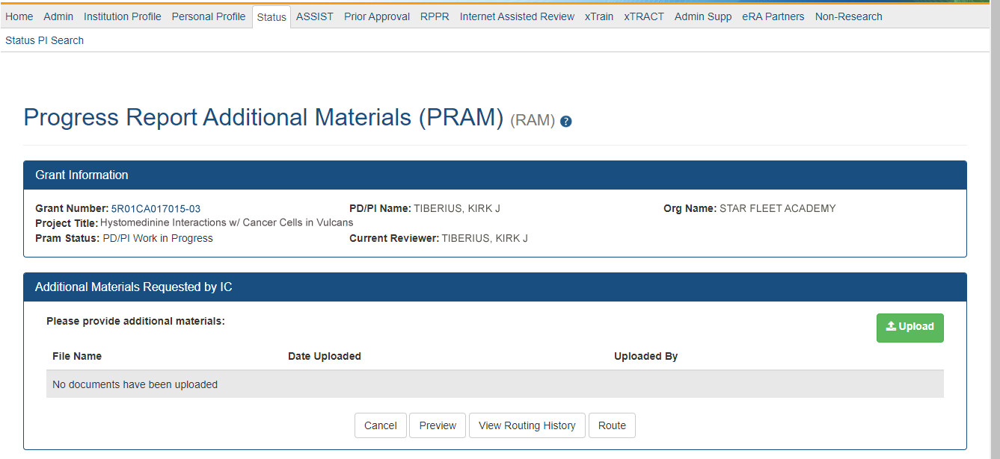 Home Admin Institution Profile Personal Profile Status ASSIST Prior Approval RPPR Internet Assisted Review xTrain xTRACT Admin Supp eRA Partners Non-Research
Status PI Search
Progress Report Additional Materials (PRAM) (RAM) ?
Grant Information
Grant Number: 5R01CA017015-03 PD/PI Name: TIBERIUS, KIRK J Org Name: STAR FLEET ACADEMY
Project Title: Hystomedinine Interactions w/ Cancer Cells in Vulcans
Pram Status: PD/PI Work in Progress Current Reviewer: TIBERIUS, KIRK J
Additional Materials Requested by IC
Please provide additional materials: Upload
File Name Date Uploaded Uploaded By
No documents have been uploaded
Cancel Preview View Routing History Route